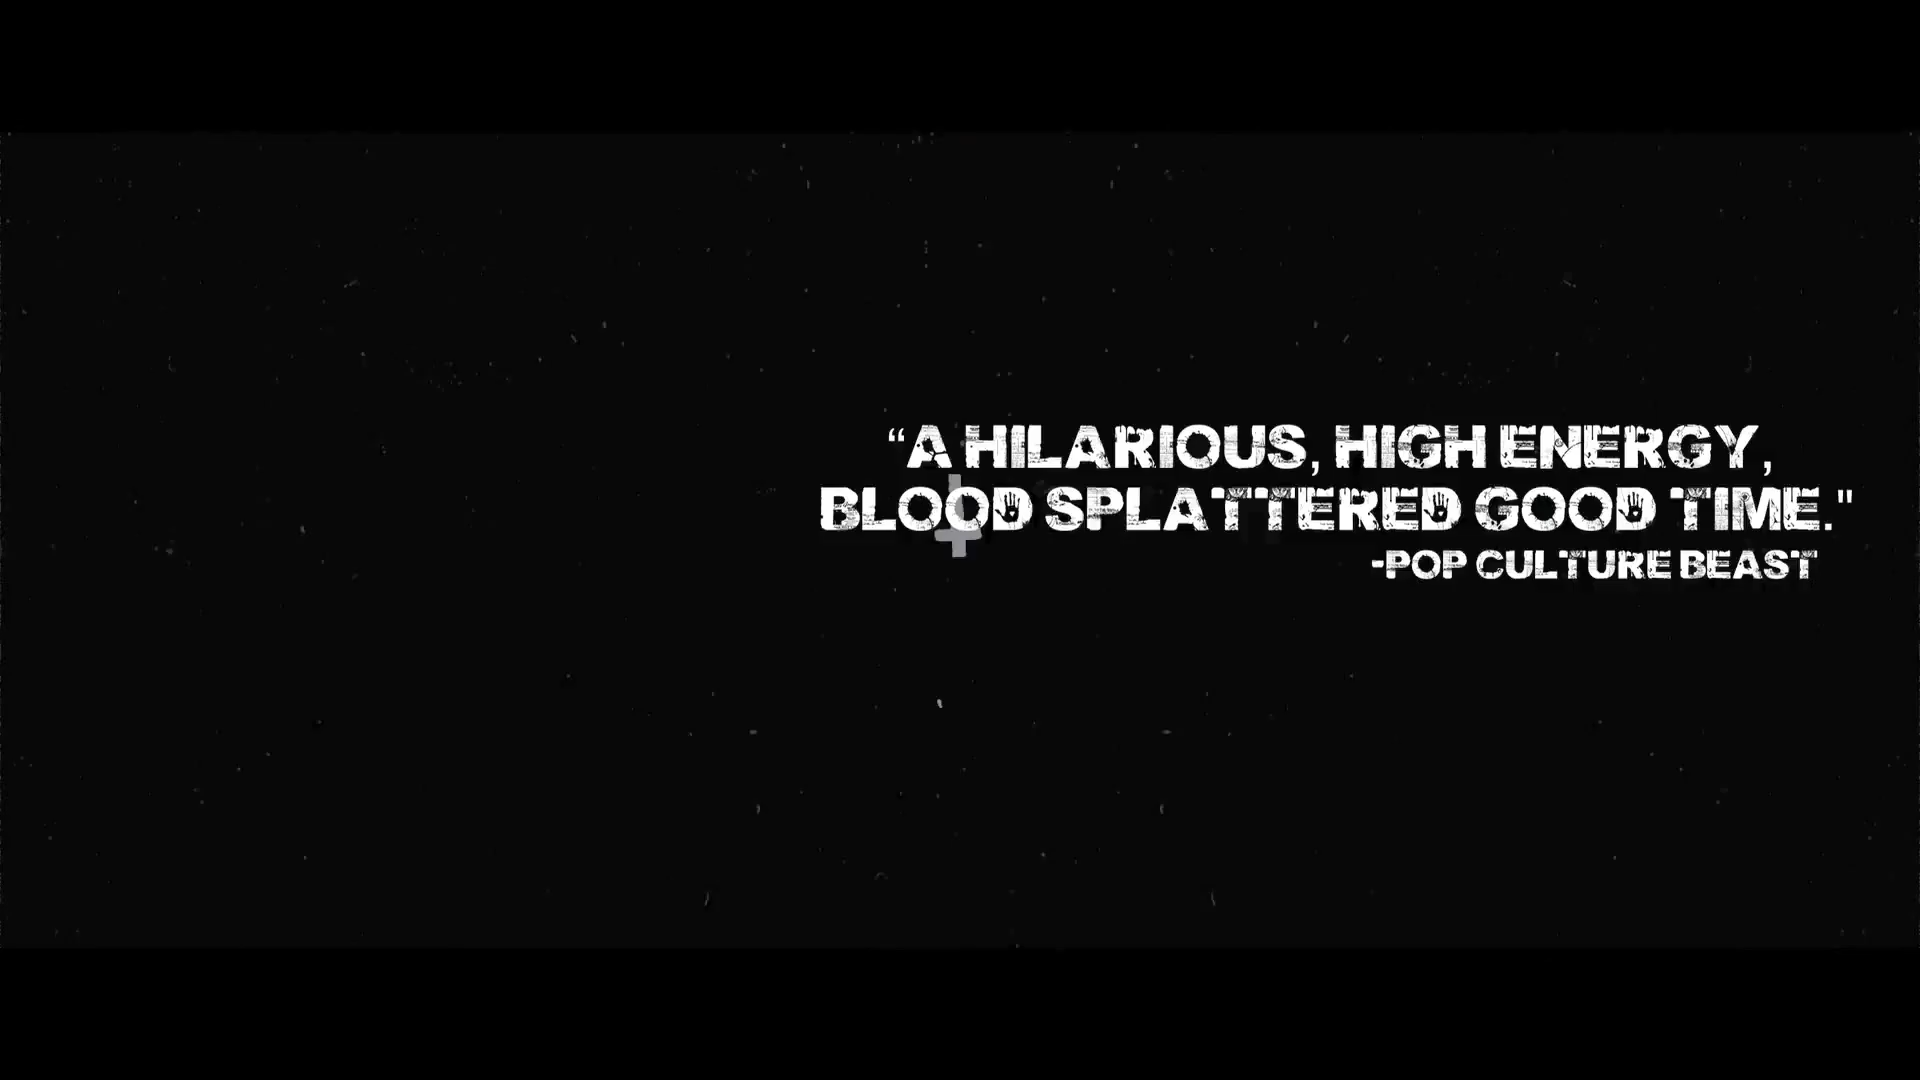 “A HILARIOUS, HIGH ENERGY,
BLOOD SPLATTERED GOOD TIME."
-POP CULTURE BEAST